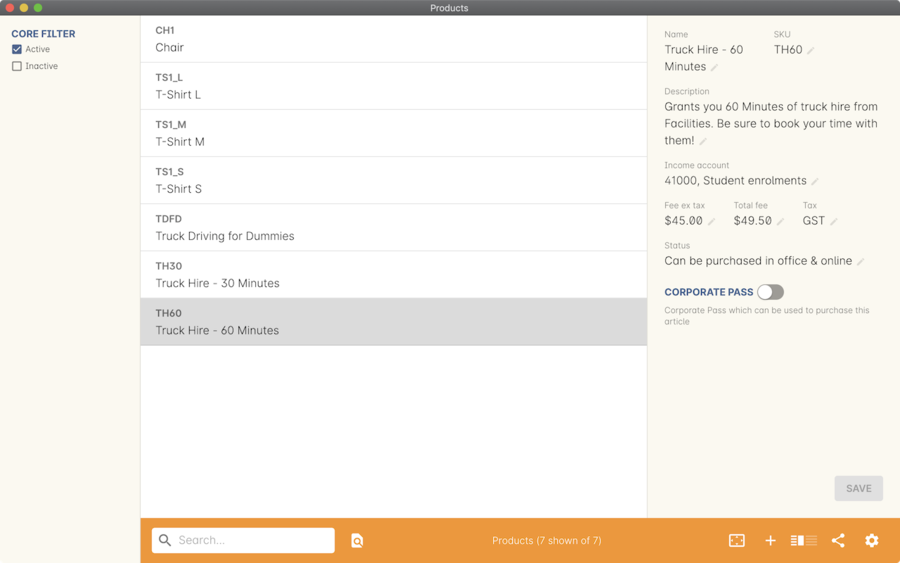 Products
CORE FILTER
Active
Inactive
CH1
Chair
TS1_L
T-Shirt L
TS1_M
T-Shirt M
TS1_S
T-Shirt S
TDFD
Truck Driving for Dummies
TH30
Truck Hire - 30 Minutes
TH60
Truck Hire - 60 Minutes
Name SKU
Truck Hire - 60 TH60
Minutes
Description
Grants you 60 Minutes of truck hire from
Facilities. Be sure to book your time with
them!
Income account
41000, Student enrolments
Fee ex tax Total fee Tax
$45.00 $49.50 GST
Status
Can be purchased in office & online
CORPORATE PASS
Corporate Pass which can be used to purchase this
article
SAVE
Search...
Products (7 shown of 7)